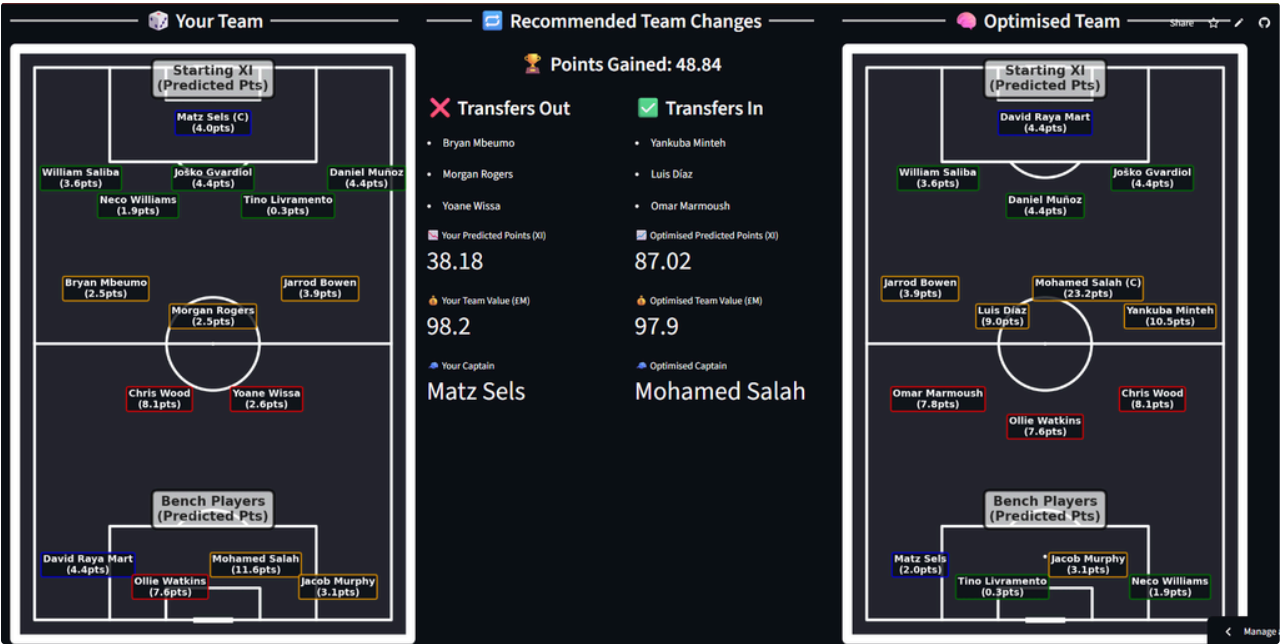 Your Team
Starting XI
(Predicted Pts)
Matz Sels (C)
(4.0pts)
William Saliba
(3.6pts)
Joško Gvardiol
(4.4pts)
Daniel Muñoz
(4.4pts)
Neco Williams
(1.9pts)
Tino Livramento
(0.3pts)
Bryan Mbeumo
(2.5pts)
Jarrod Bowen
(3.9pts)
Morgan Rogers
(2.5pts)
Chris Wood
(8.1pts)
Yoane Wissa
(2.6pts)
Bench Players
(Predicted Pts)
David Raya Mart
(4.4pts)
Mohamed Salah
(11.6pts)
Ollie Watkins
(7.6pts)
Jacob Murphy
(3.1pts)
Recommended Team Changes
Points Gained: 48.84
Transfers Out
Bryan Mbeumo
Morgan Rogers
Yoane Wissa
Your Predicted Points (XI)
38.18
Your Team Value (£M)
98.2
Your Captain
Matz Sels
Transfers In
Yankuba Minteh
Luis Díaz
Omar Marmoush
Optimised Predicted Points (XI)
87.02
Optimised Team Value (£M)
97.9
Optimised Captain
Mohamed Salah
Optimised Team
Share
Starting XI
(Predicted Pts)
David Raya Mart
(4.4pts)
William Saliba
(3.6pts)
Joško Gvardiol
(4.4pts)
Daniel Muñoz
(4.4pts)
Jarrod Bowen
(3.9pts)
Mohamed Salah (C)
(23.2pts)
Luis Díaz
(9.0pts)
Yankuba Minteh
(10.5pts)
Omar Marmoush
(7.8pts)
Chris Wood
(8.1pts)
Ollie Watkins
(7.6pts)
Bench Players
(Predicted Pts)
Matz Sels
(2.0pts)
Jacob Murphy
(3.1pts)
Tino Livramento
(0.3pts)
Neco Williams
(1.9pts)
Manage